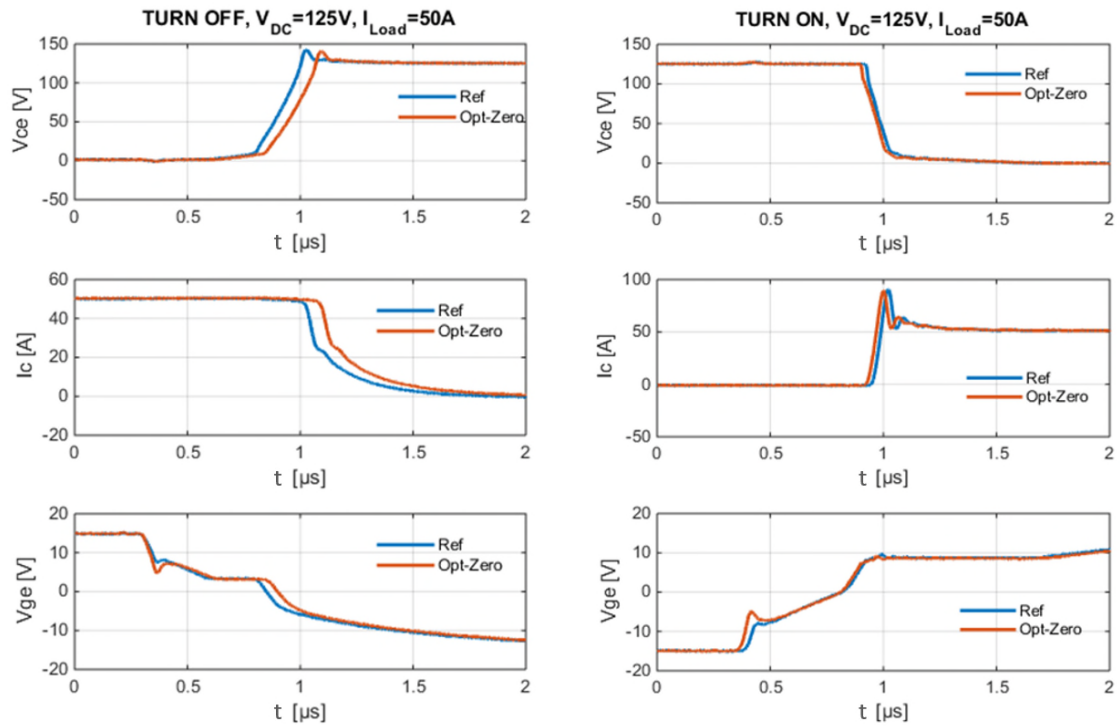 TURN OFF, V_DC=125V, I_Load=50A
150
100
50
0
-50
Vce [V]
Ref
Opt-Zero
0 0.5 1 1.5 2
t [µs]
60
40
20
0
-20
Ic [A]
Ref
Opt-Zero
0 0.5 1 1.5 2
t [µs]
20
10
0
-10
-20
Vge [V]
Ref
Opt-Zero
0 0.5 1 1.5 2
t [µs]
TURN ON, V_DC=125V, I_Load=50A
150
100
50
0
-50
Vce [V]
Ref
Opt-Zero
0 0.5 1 1.5 2
t [µs]
100
50
0
-50
Ic [A]
Ref
Opt-Zero
0 0.5 1 1.5 2
t [µs]
20
10
0
-10
-20
Vge [V]
Ref
Opt-Zero
0 0.5 1 1.5 2
t [µs]